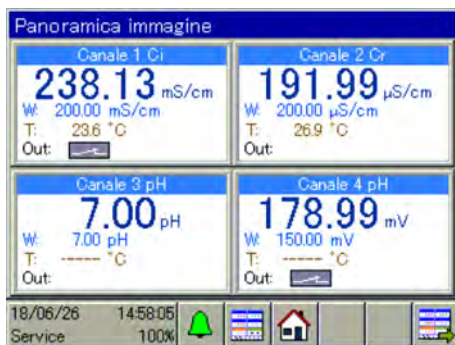 Panoramica immagine
Canale 1 Ci
238.13 mS/cm
W: 200.00 mS/cm
T: 23.6 °C
Out:
Canale 2 Cr
191.99 µS/cm
W: 200.00 µS/cm
T: 26.9 °C
Out:
Canale 3 pH
7.00 pH
W: 7.00 pH
T: ----- °C
Out:
Canale 4 pH
178.99 mV
W: 150.00 mV
T: ----- °C
Out:
18/06/26 14:58:05
Service 100%